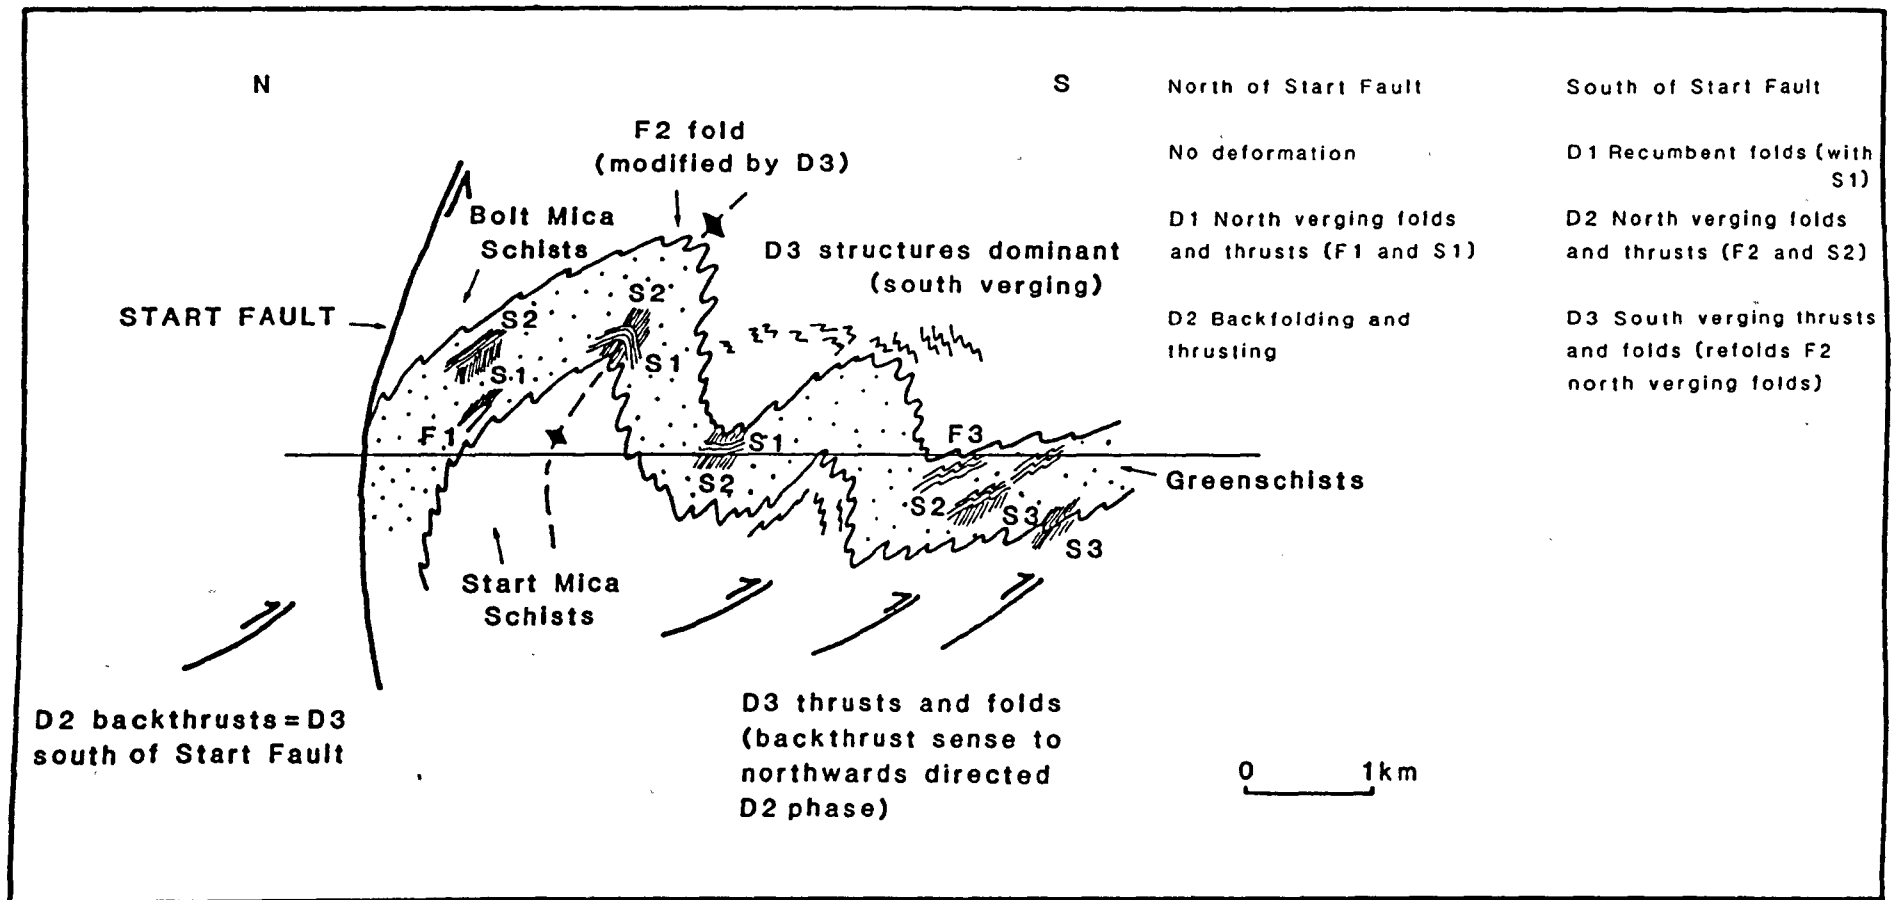 N
S
F2 fold
(modified by D3)
Bolt Mica
Schists
D3 structures dominant
(south verging)
START FAULT
S2
S2
S1
S1
F1
S1
S2
F3
S2
S3
S3
Greenschists
Start Mica
Schists
D2 backthrusts=D3
south of Start Fault
D3 thrusts and folds
(backthrust sense to
northwards directed
D2 phase)
0 1km
North of Start Fault
No deformation
D1 North verging folds
and thrusts (F1 and S1)
D2 Backfolding and
thrusting
South of Start Fault
D1 Recumbent folds (with
S1)
D2 North verging folds
and thrusts (F2 and S2)
D3 South verging thrusts
and folds (refolds F2
north verging folds)